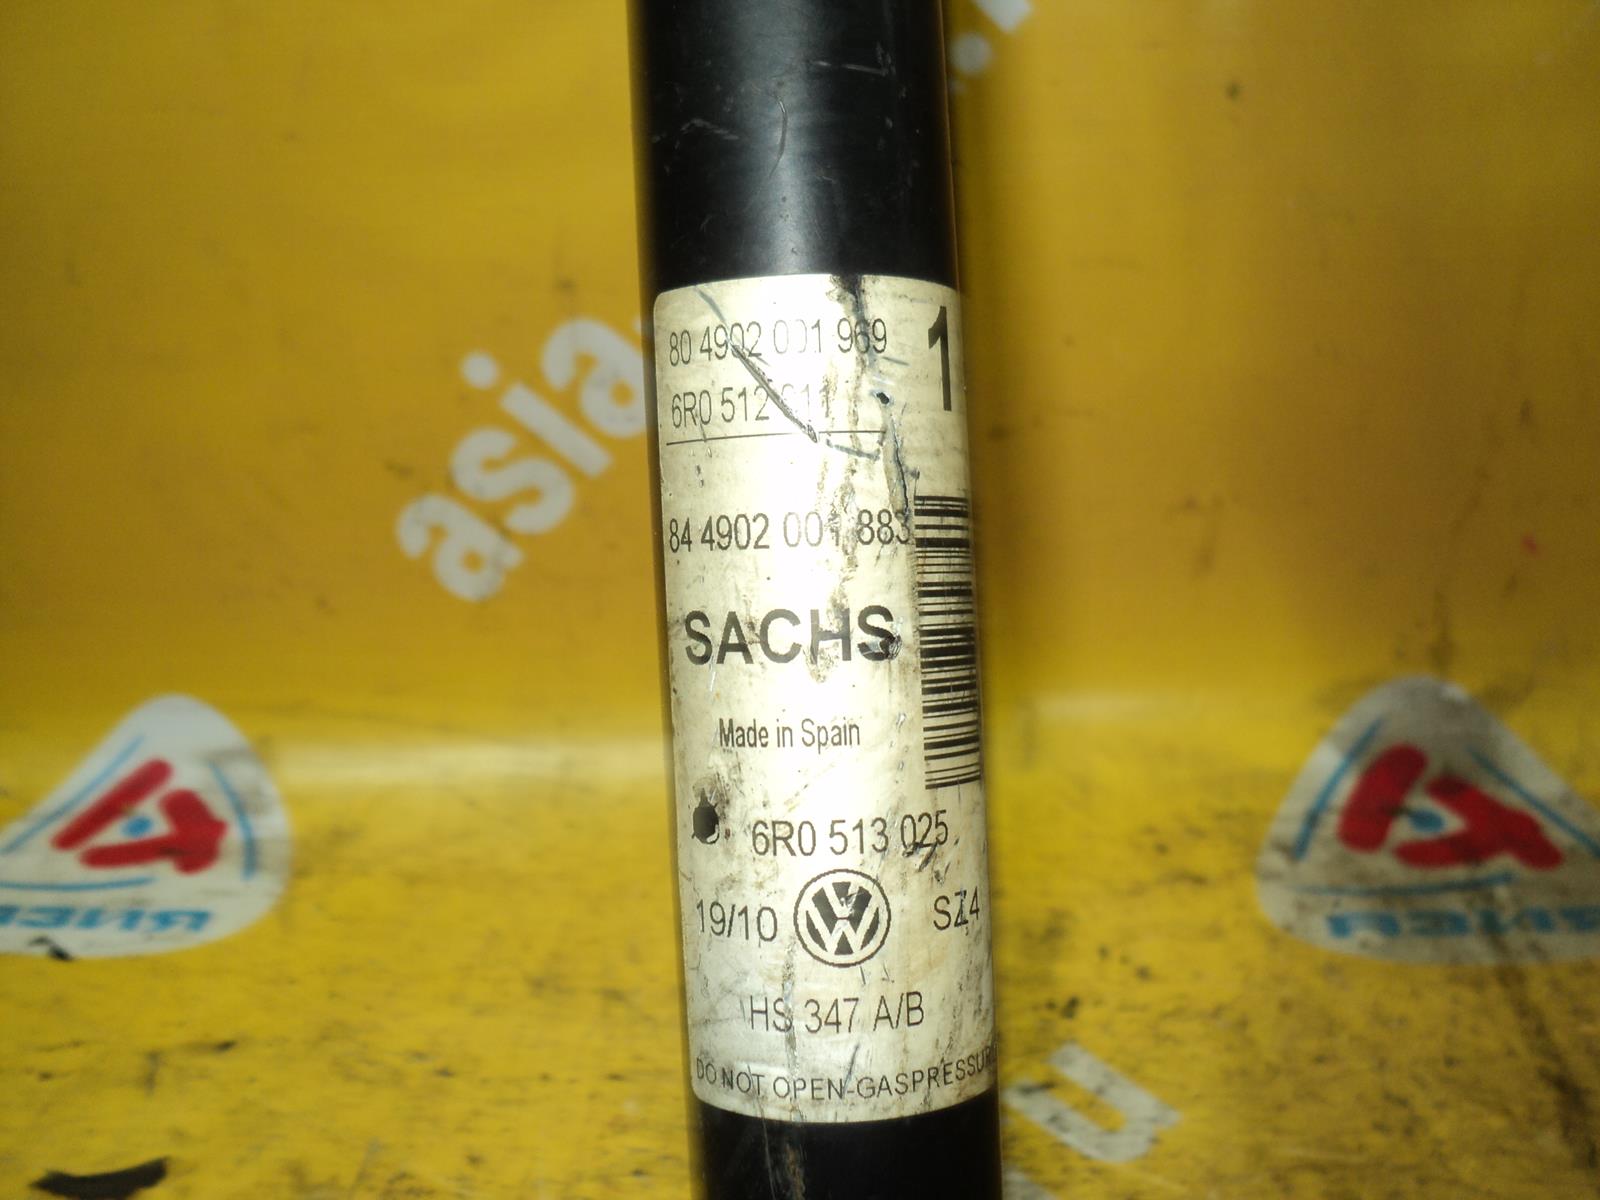 80 4902 001 969
1
6R0 512 011
84 4902 001 883
SACHS
Made in Spain
6R0 513 025
19/10
SZ4
HS 347 A/B
DO NOT OPEN-GASPRESSUR
asia